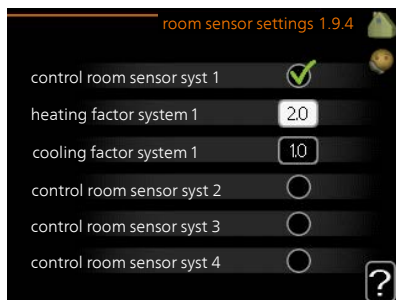 room sensor settings 1.9.4
control room sensor syst 1
heating factor system 1 2.0
cooling factor system 1 1.0
control room sensor syst 2
control room sensor syst 3
control room sensor syst 4
?